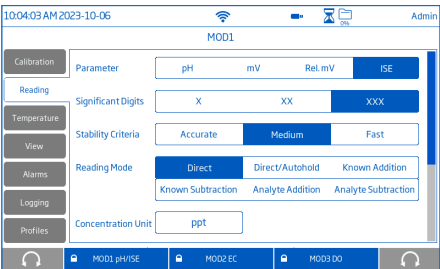 10:04:03 AM 2023-10-06 0% Admin
MOD1
Calibration
Reading
Temperature
View
Alarms
Logging
Profiles
Parameter pH mV Rel. mV ISE
Significant Digits X XX XXX
Stability Criteria Accurate Medium Fast
Reading Mode Direct Direct/Autohold Known Addition
Known Subtraction Analyte Addition Analyte Subtraction
Concentration Unit ppt
MOD1 pH/ISE MOD2 EC MOD3 DO